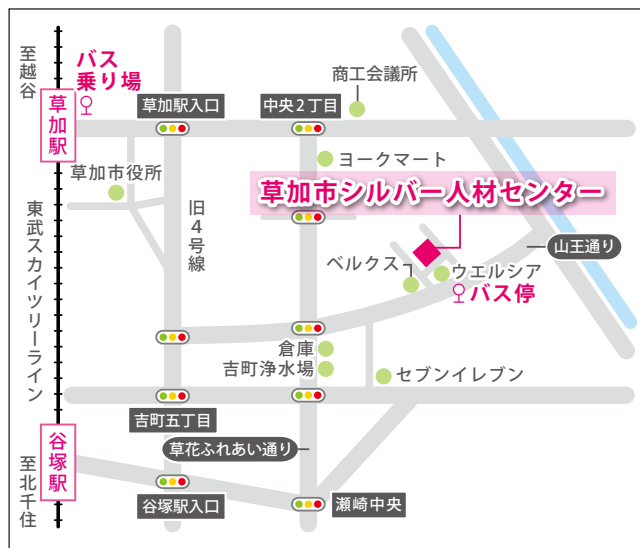 至越谷
バス
乗り場
草加駅
草加駅入口
中央2丁目
商工会議所
ヨークマート
草加市役所
草加市シルバー人材センター
旧4号線
東武スカイツリーライン
山王通り
ベルクス
ウエルシア
バス停
倉庫
吉町浄水場
セブンイレブン
吉町五丁目
谷塚駅
草花ふれあい通り
至北千住
谷塚駅入口
瀬崎中央